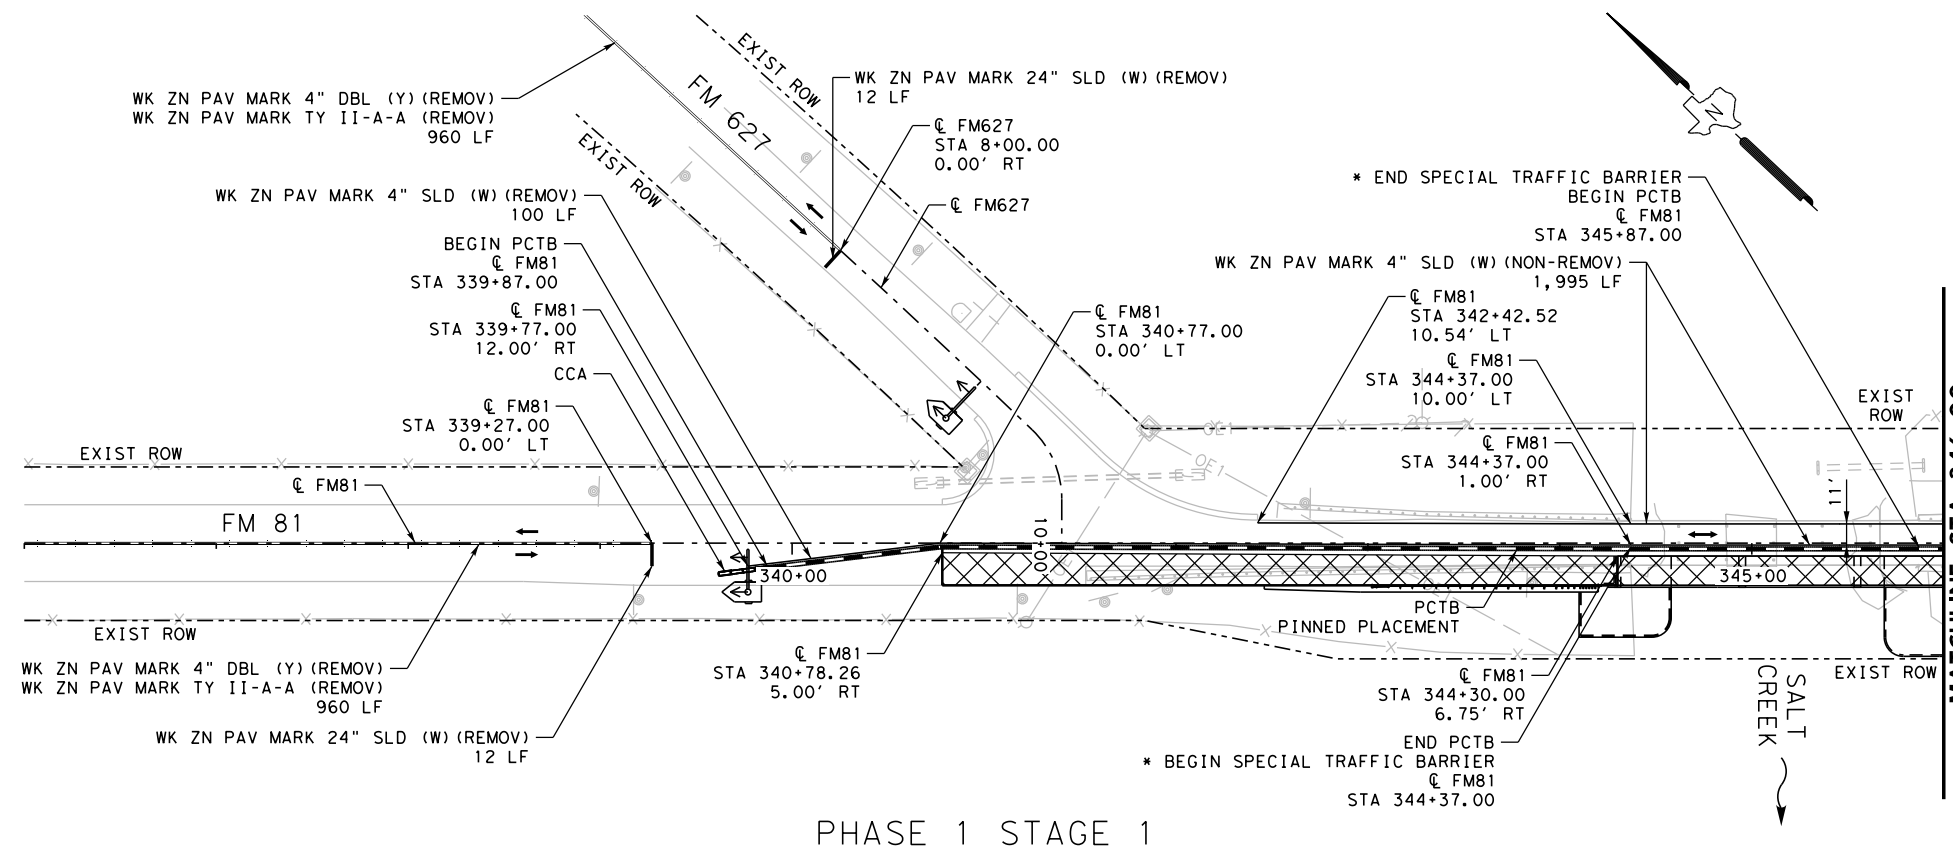 EXIST ROW
WK ZN PAV MARK 24" SLD (W)(REMOV)
12 LF
WK ZN PAV MARK 4" DBL (Y)(REMOV)
WK ZN PAV MARK TY II-A-A (REMOV)
960 LF
FM 627
℄ FM627
STA 8+00.00
0.00' RT
EXIST ROW
N
* END SPECIAL TRAFFIC BARRIER
BEGIN PCTB
℄ FM81
STA 345+87.00
WK ZN PAV MARK 4" SLD (W)(REMOV)
100 LF
℄ FM627
BEGIN PCTB
℄ FM81
STA 339+87.00
WK ZN PAV MARK 4" SLD (W)(NON-REMOV)
1,995 LF
℄ FM81
STA 339+77.00
12.00' RT
℄ FM81
STA 340+77.00
0.00' LT
℄ FM81
STA 342+42.52
10.54' LT
CCA
℄ FM81
STA 344+37.00
10.00' LT
℄ FM81
STA 339+27.00
0.00' LT
EXIST
ROW
OE1
OE1
℄ FM81
STA 344+37.00
1.00' RT
EXIST ROW
℄ FM81
FM 81
11'
10+00
340+00
345+00
PCTB
PINNED PLACEMENT
EXIST ROW
WK ZN PAV MARK 4" DBL (Y)(REMOV)
WK ZN PAV MARK TY II-A-A (REMOV)
960 LF
℄ FM81
STA 340+78.26
5.00' RT
℄ FM81
STA 344+30.00
6.75' RT
EXIST ROW
SALT
CREEK
WK ZN PAV MARK 24" SLD (W)(REMOV)
12 LF
END PCTB
* BEGIN SPECIAL TRAFFIC BARRIER
℄ FM81
STA 344+37.00
PHASE 1 STAGE 1